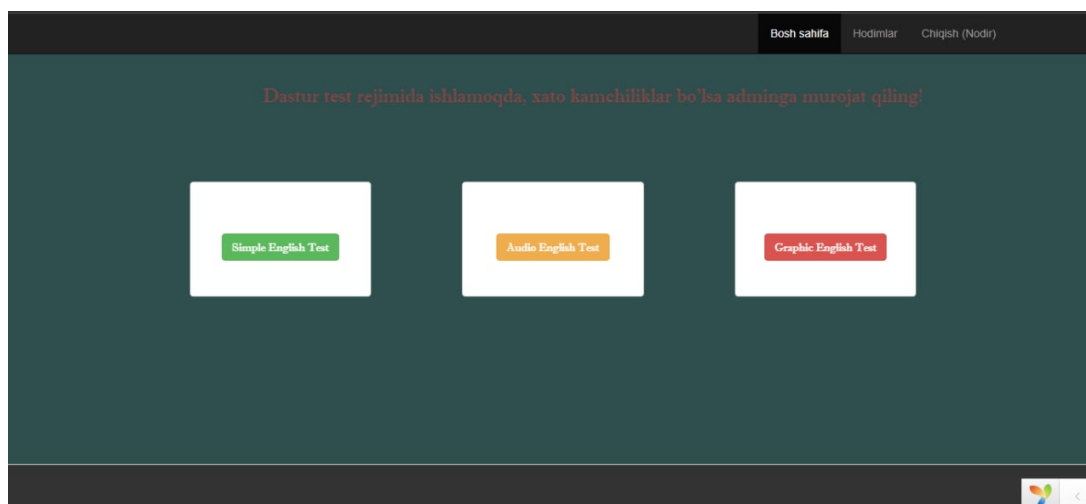 Bosh sahifa Hodimlar Chiqish (Nodir)
Dastur test rejimida ishlamoqda, xato kamchiliklar bo'lsa adminga murojat qiling!
Simple English Test
Audio English Test
Graphic English Test